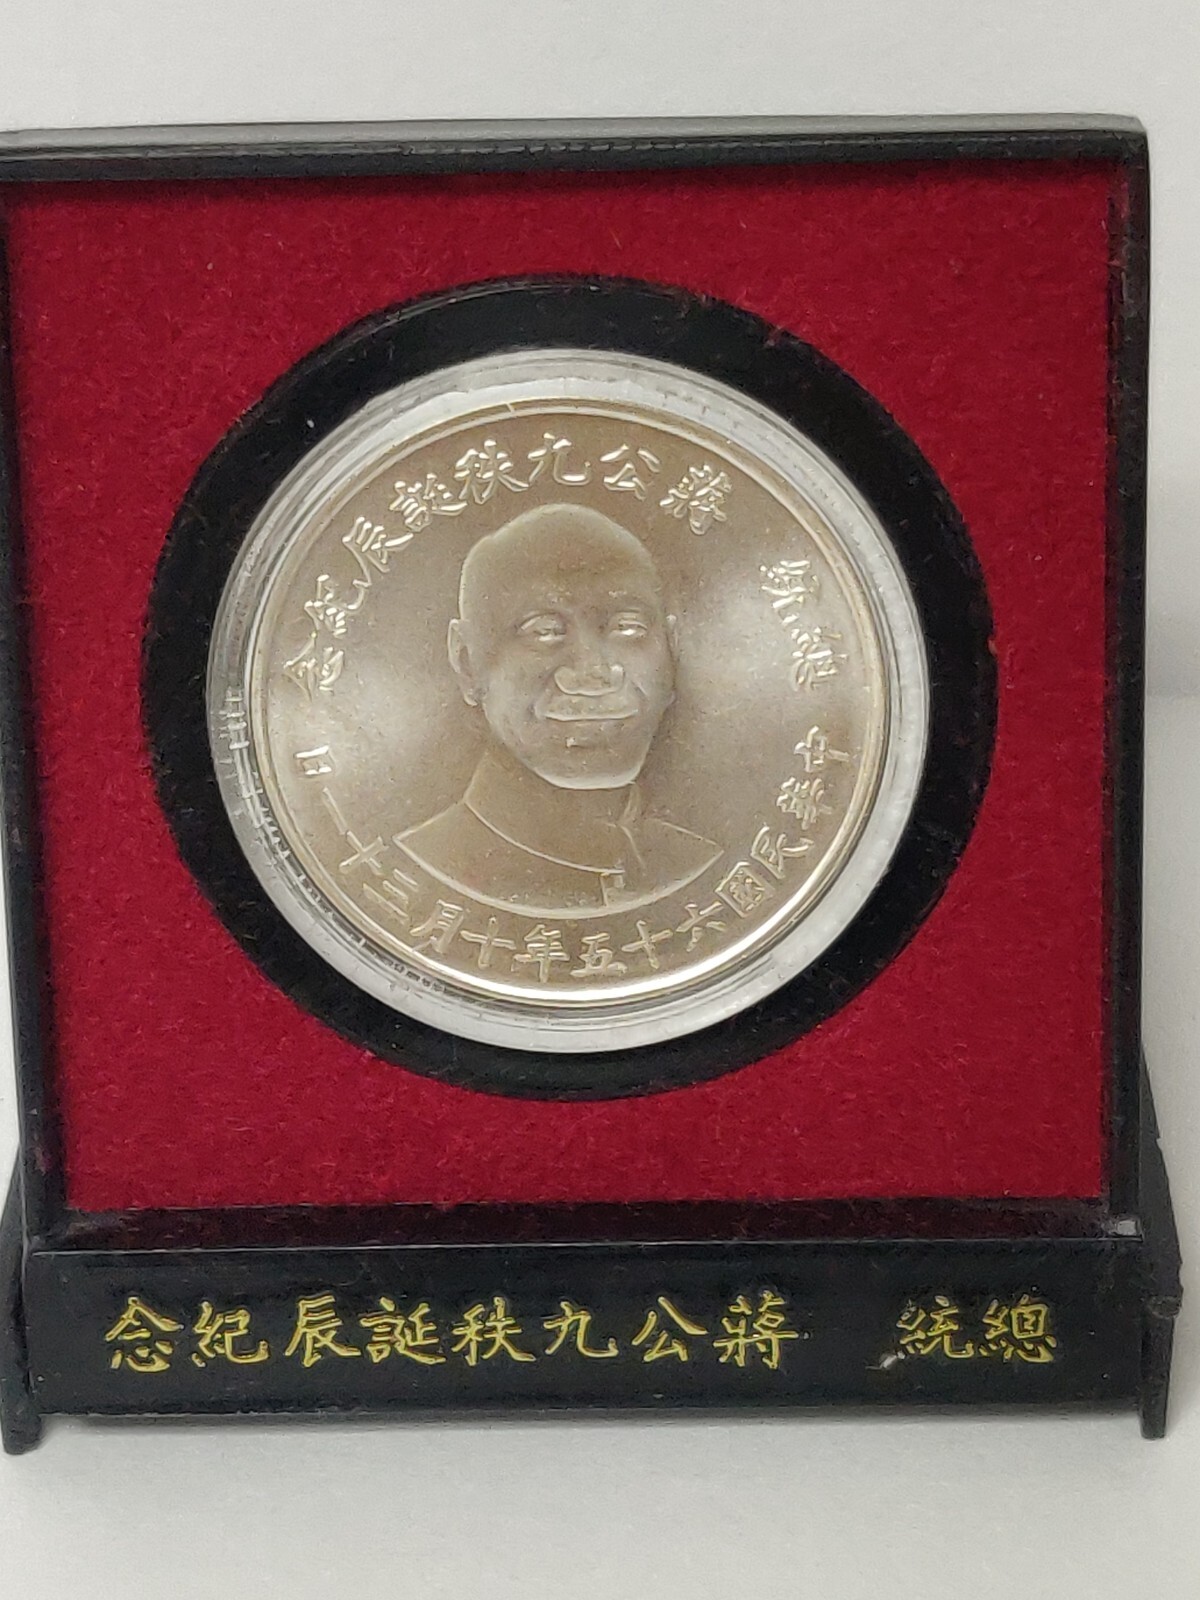 總統 蔣公九秩誕辰紀念
中華民國六十五年十月三十一日
總統 蔣公九秩誕辰紀念